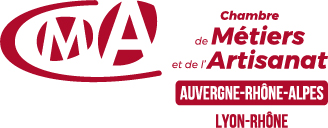 CMA
Chambre
de Métiers
et de l'Artisanat
AUVERGNE-RHÔNE-ALPES
LYON-RHÔNE